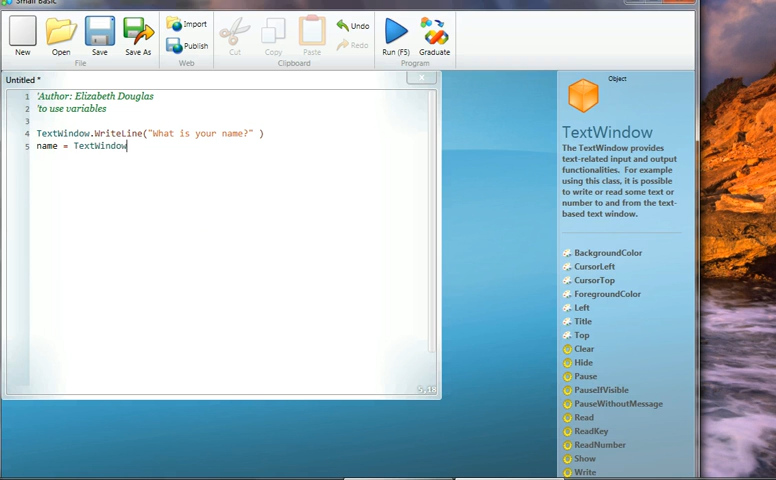 Small Basic
New
Open
Save
Save As
File
Import
Publish
Web
Cut
Copy
Paste
Undo
Redo
Clipboard
Run (F5)
Graduate
Program
Untitled *
1 'Author: Elizabeth Douglas
2 'to use variables
3
4 TextWindow.WriteLine("What is your name?" )
5 name = TextWindow
5,18
Object
TextWindow
The TextWindow provides
text-related input and output
functionalities. For example
using this class, it is possible
to write or read some text or
number to and from the text-
based text window.
BackgroundColor
CursorLeft
CursorTop
ForegroundColor
Left
Title
Top
Clear
Hide
Pause
PauseIfVisible
PauseWithoutMessage
Read
ReadKey
ReadNumber
Show
Write